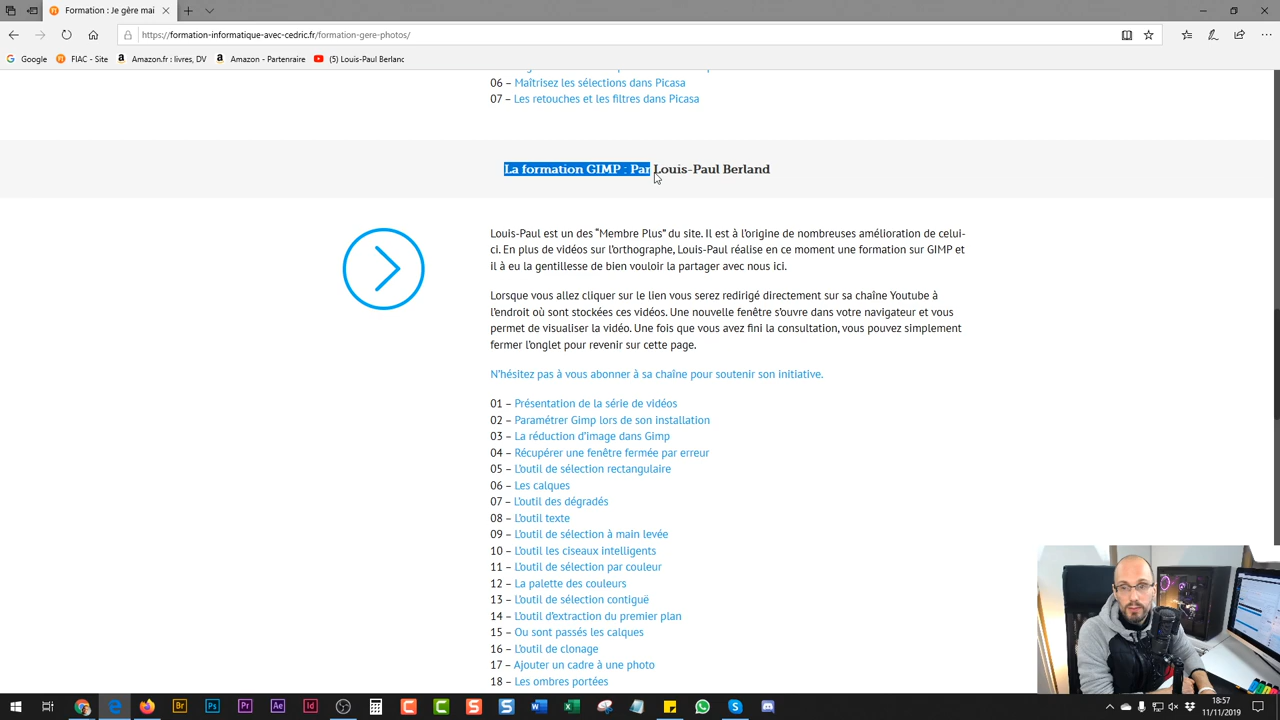 Formation : Je gère mai
https://formation-informatique-avec-cedric.fr/formation-gere-photos/
Google
FIAC - Site
Amazon.fr : livres, DV
Amazon - Partenraire
(5) Louis-Paul Berland
06 – Maîtrisez les sélections dans Picasa
07 – Les retouches et les filtres dans Picasa
La formation GIMP : Par Louis-Paul Berland
Louis-Paul est un des “Membre Plus” du site. Il est à l’origine de nombreuses amélioration de celui-
ci. En plus de vidéos sur l’orthographe, Louis-Paul réalise en ce moment une formation sur GIMP et
il à eu la gentillesse de bien vouloir la partager avec nous ici.
Lorsque vous allez cliquer sur le lien vous serez redirigé directement sur sa chaîne Youtube à
l’endroit où sont stockées ces vidéos. Une nouvelle fenêtre s’ouvre dans votre navigateur et vous
permet de visualiser la vidéo. Une fois que vous avez fini la consultation, vous pouvez simplement
fermer l’onglet pour revenir sur cette page.
N’hésitez pas à vous abonner à sa chaîne pour soutenir son initiative.
01 – Présentation de la série de vidéos
02 – Paramétrer Gimp lors de son installation
03 – La réduction d’image dans Gimp
04 – Récupérer une fenêtre fermée par erreur
05 – L’outil de sélection rectangulaire
06 – Les calques
07 – L’outil des dégradés
08 – L’outil texte
09 – L’outil de sélection à main levée
10 – L’outil les ciseaux intelligents
11 – L’outil de sélection par couleur
12 – La palette des couleurs
13 – L’outil de sélection contiguë
14 – L’outil d’extraction du premier plan
15 – Ou sont passés les calques
16 – L’outil de clonage
17 – Ajouter un cadre à une photo
18 – Les ombres portées
18:57
11/11/2019